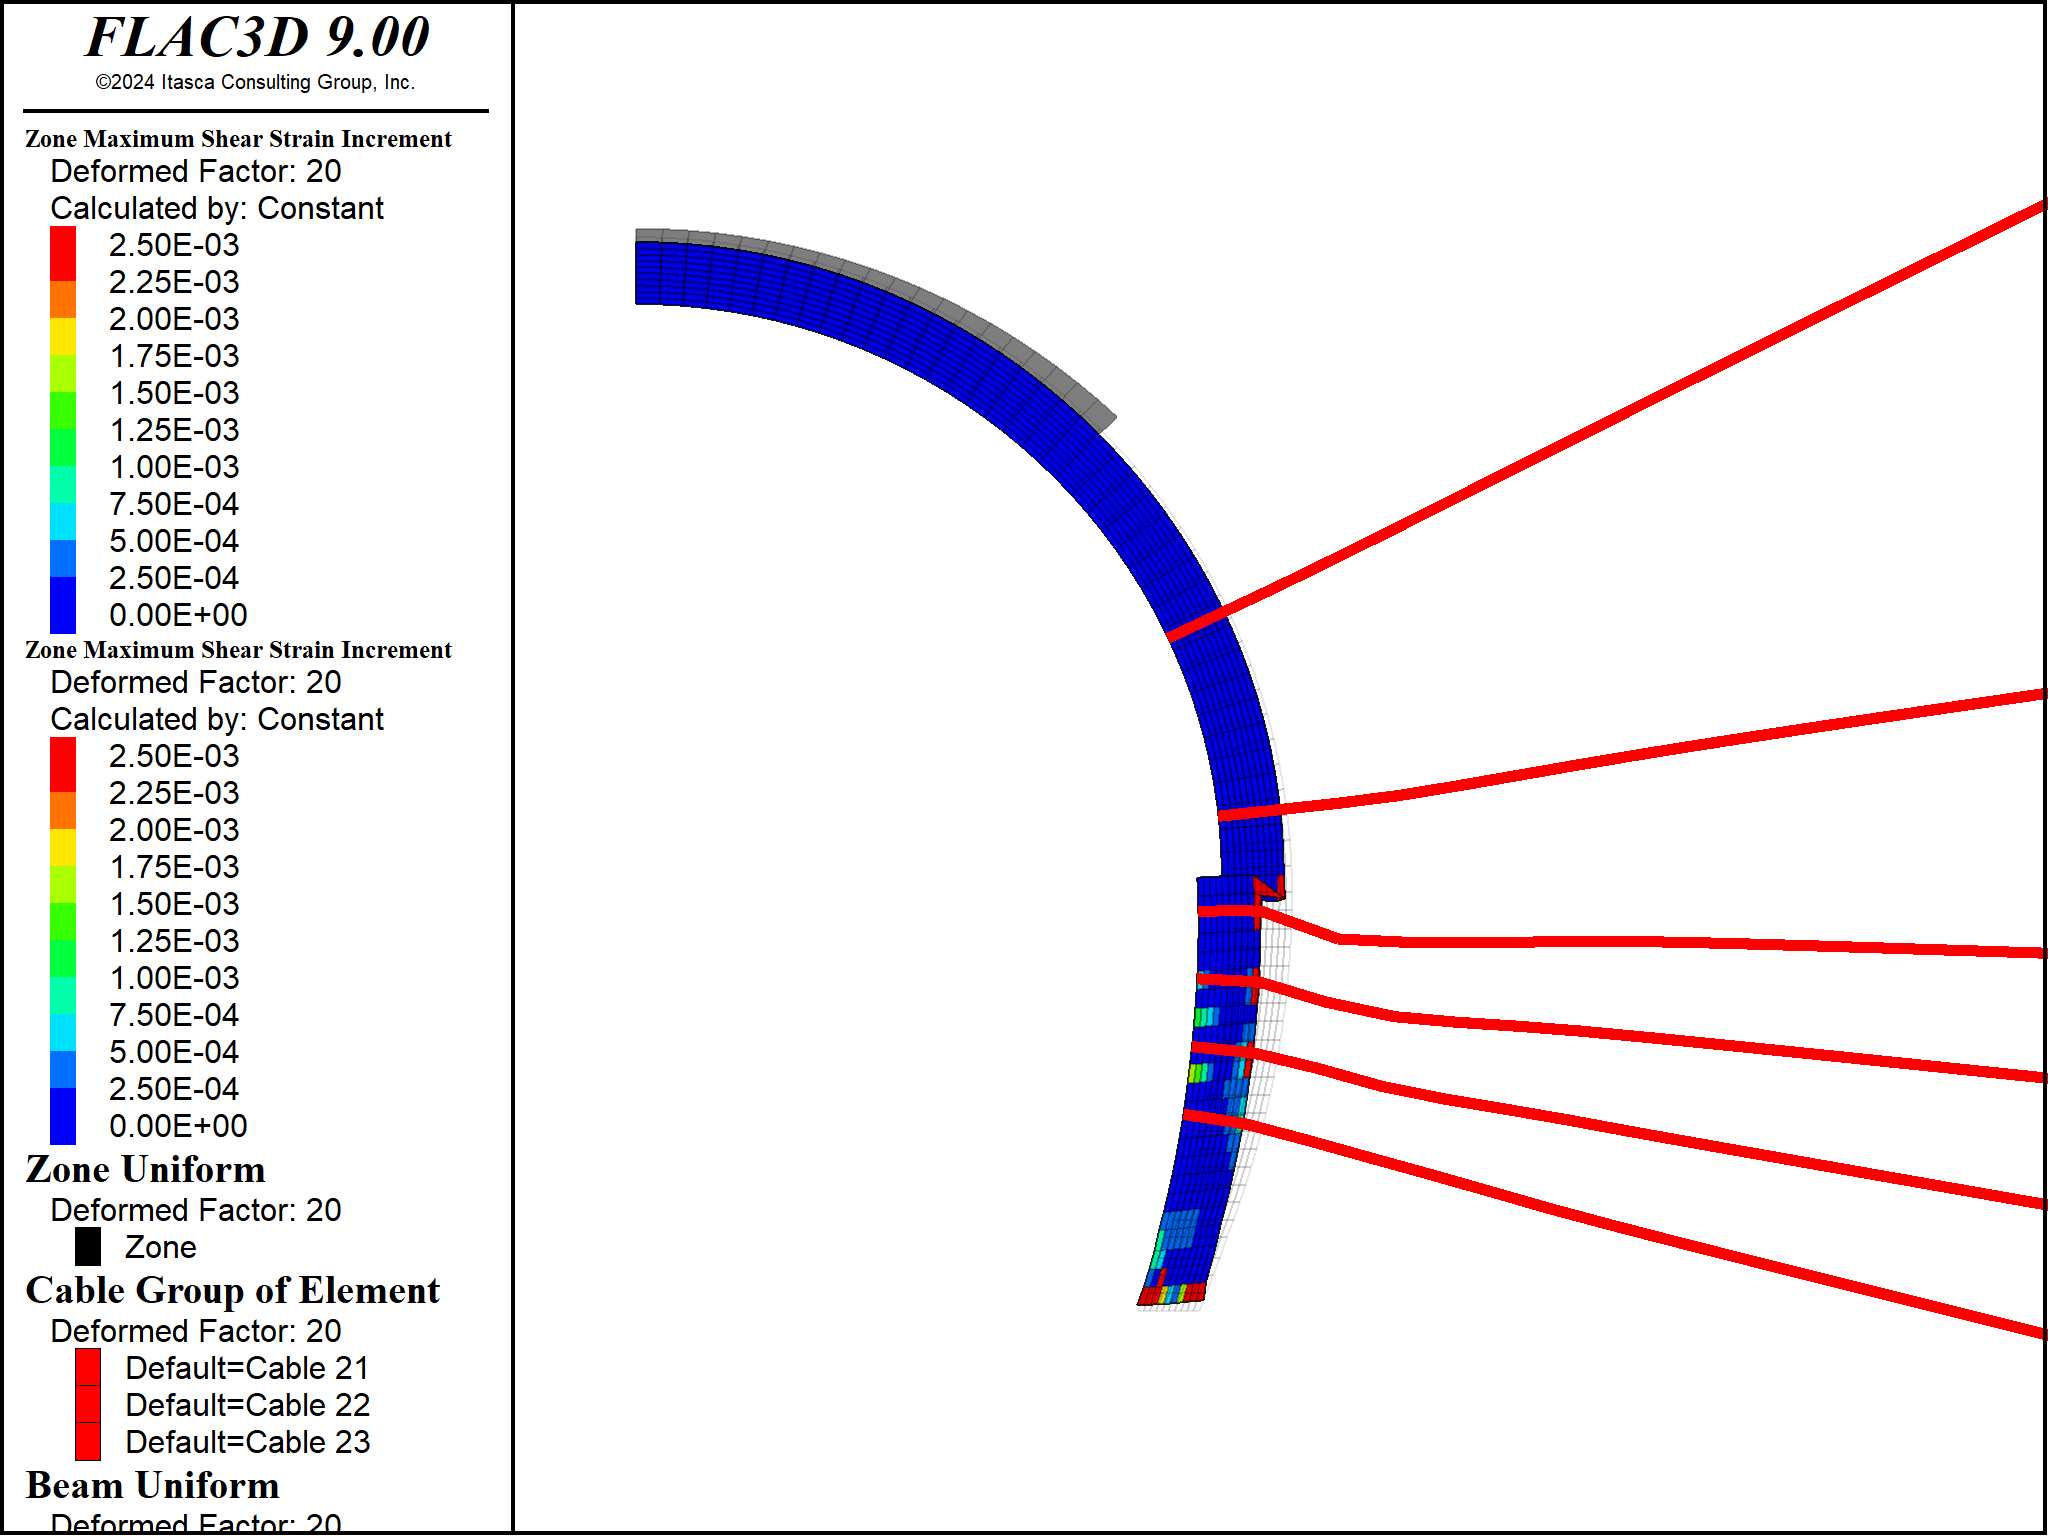 FLAC3D 9.00
©2024 Itasca Consulting Group, Inc.
Zone Maximum Shear Strain Increment
Deformed Factor: 20
Calculated by: Constant
2.50E-03
2.25E-03
2.00E-03
1.75E-03
1.50E-03
1.25E-03
1.00E-03
7.50E-04
5.00E-04
2.50E-04
0.00E+00
Zone Maximum Shear Strain Increment
Deformed Factor: 20
Calculated by: Constant
2.50E-03
2.25E-03
2.00E-03
1.75E-03
1.50E-03
1.25E-03
1.00E-03
7.50E-04
5.00E-04
2.50E-04
0.00E+00
Zone Uniform
Deformed Factor: 20
Zone
Cable Group of Element
Deformed Factor: 20
Default=Cable 21
Default=Cable 22
Default=Cable 23
Beam Uniform
Deformed Factor: 20